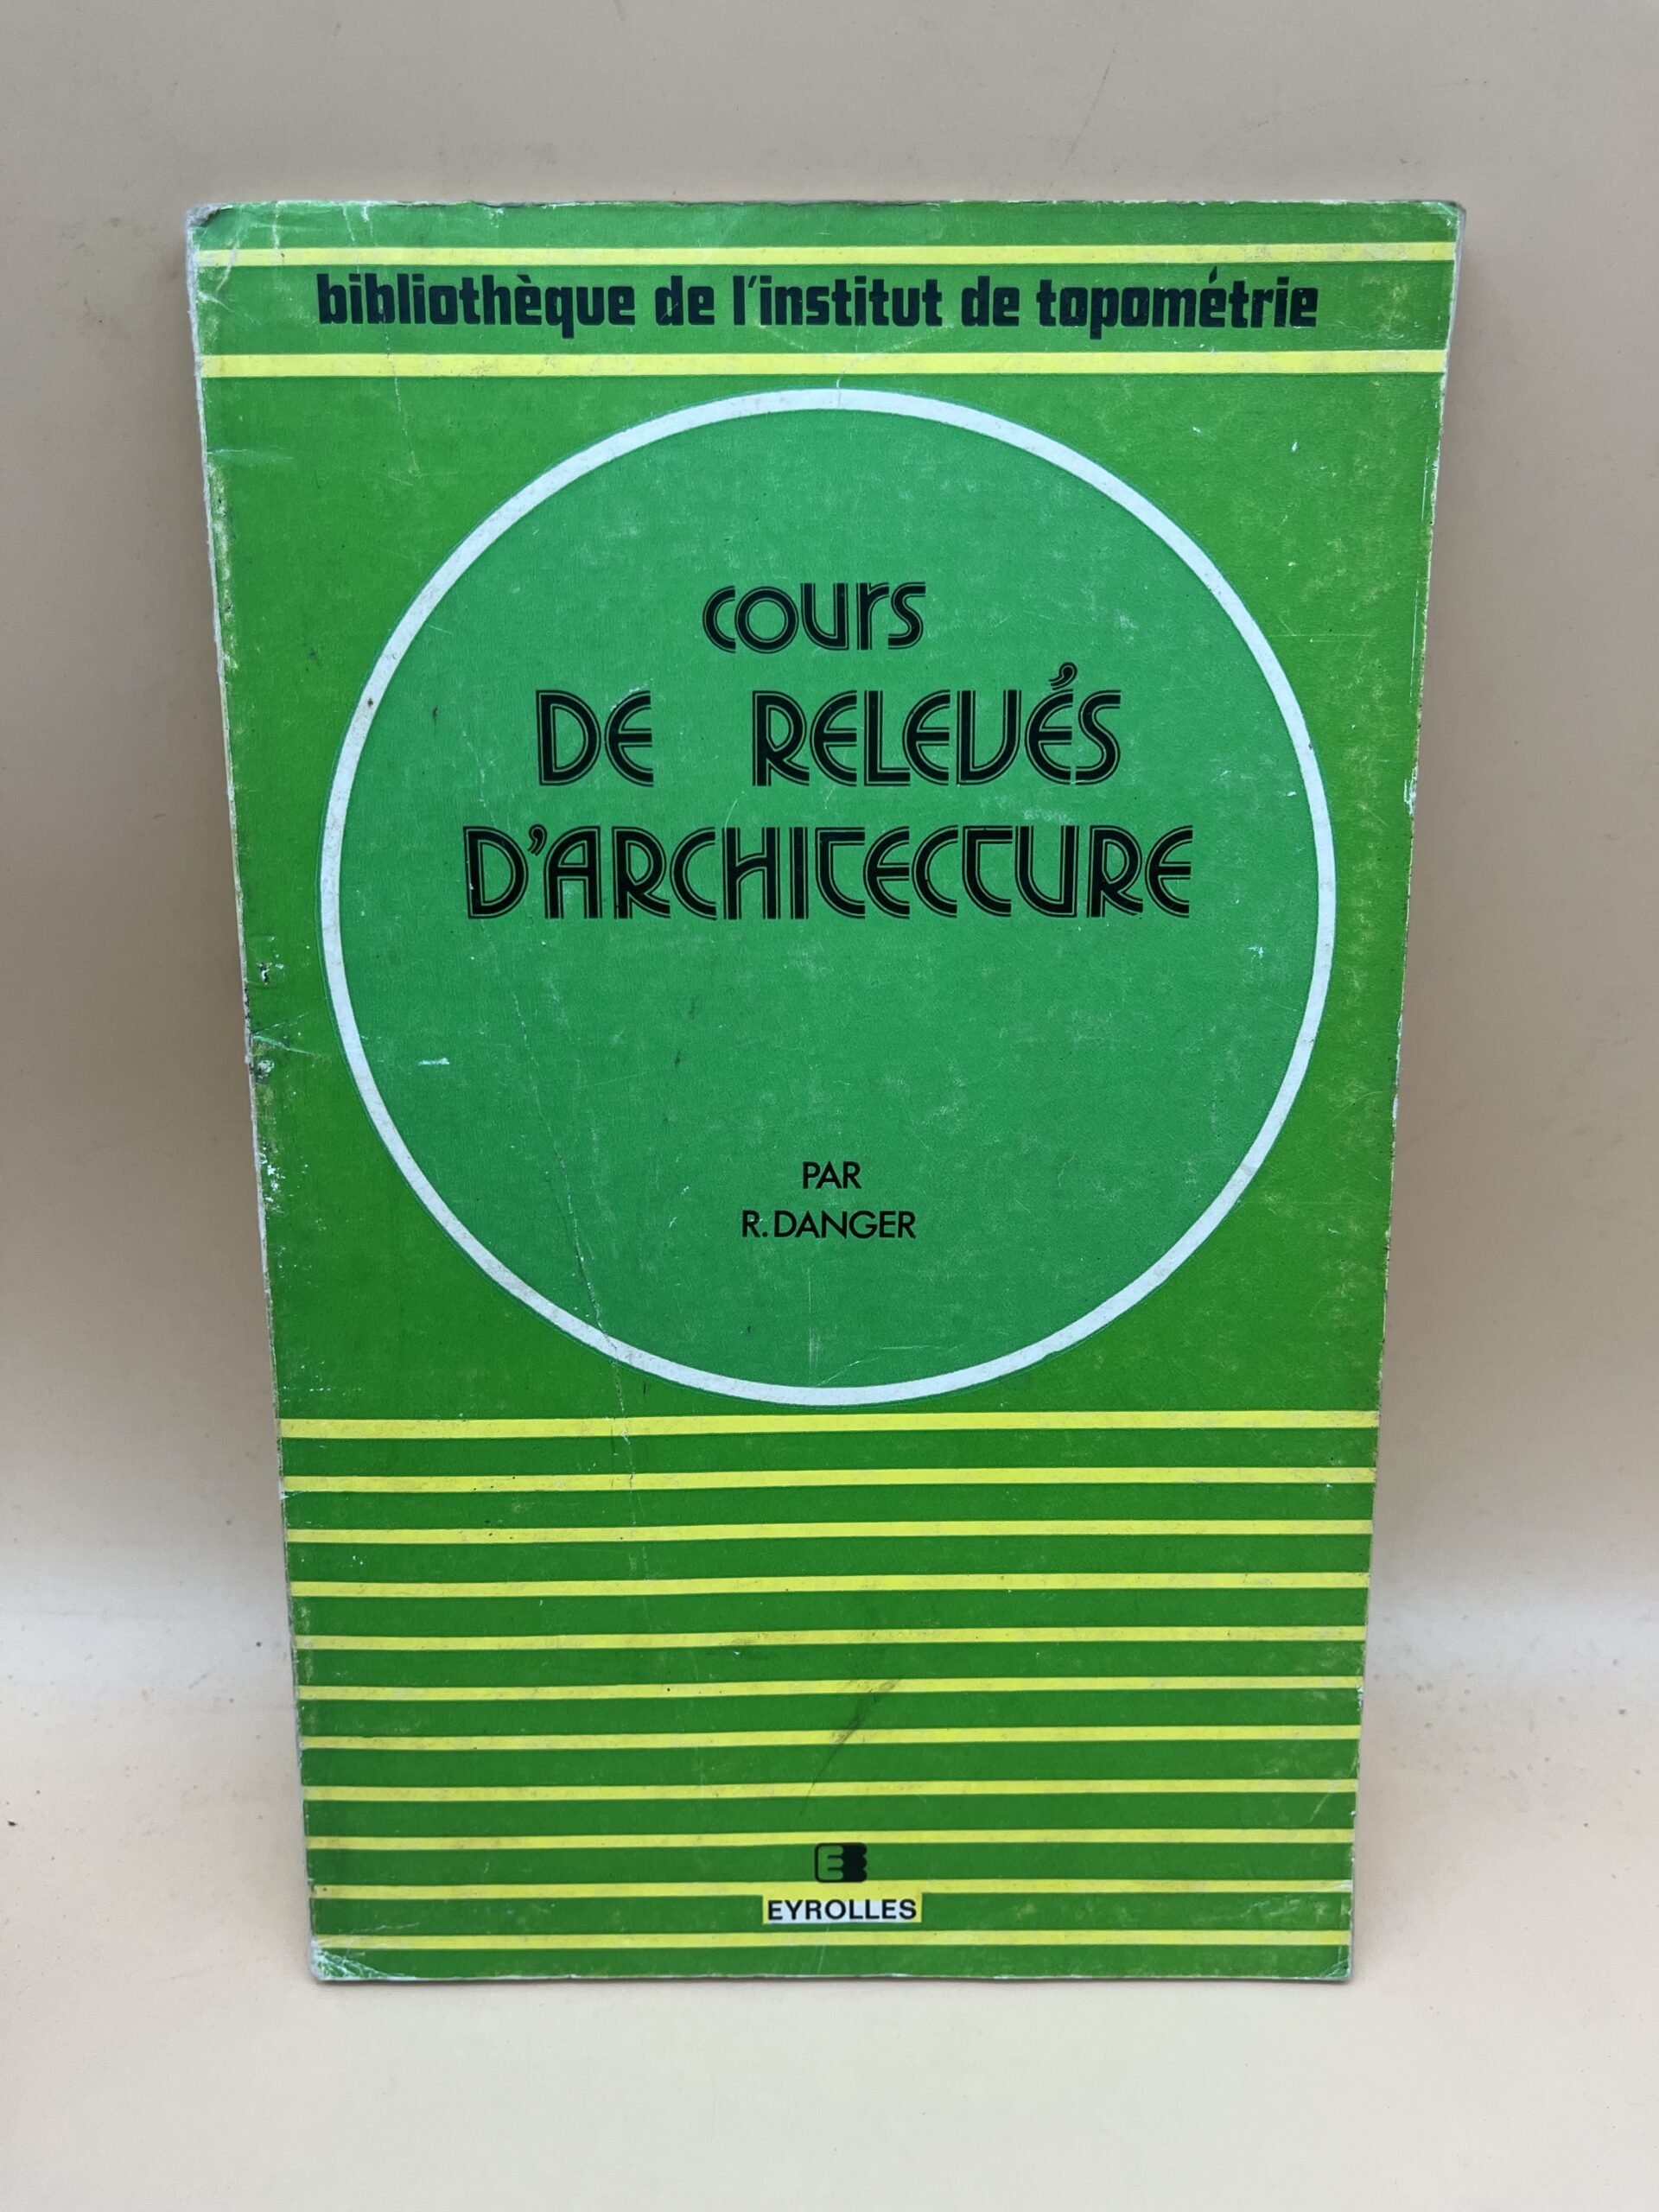 bibliothèque de l'institut de topométrie
cours
DE RELEVÉS
D'ARCHITECTURE
PAR
R. DANGER
EYROLLES